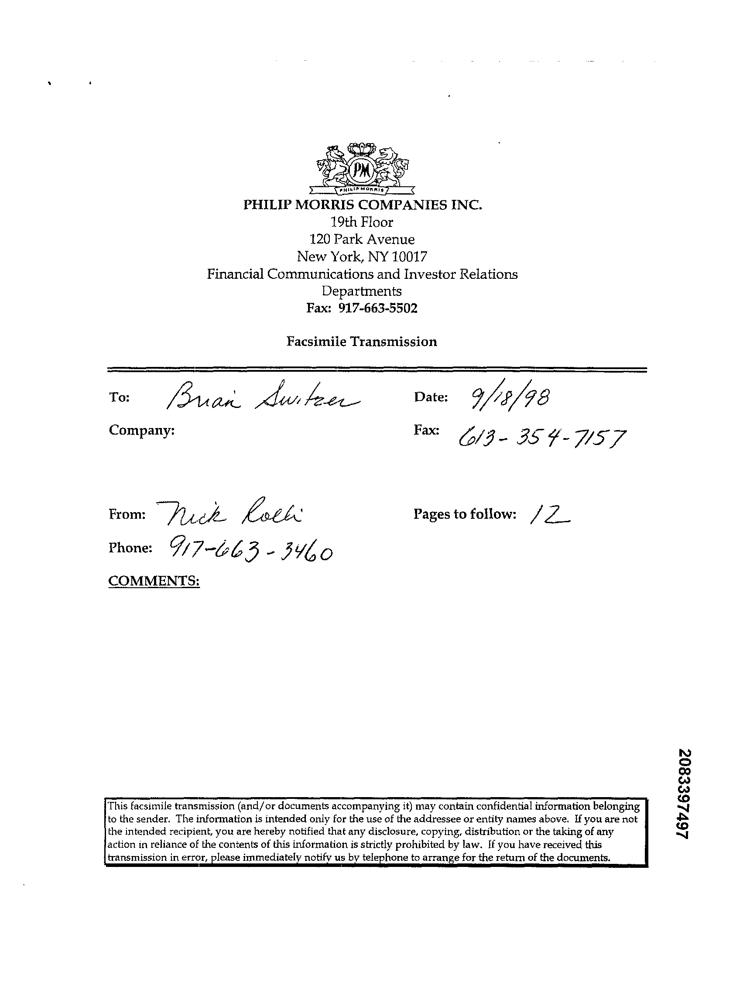 PM
PHILIP MORRIS
PHILIP MORRIS COMPANIES INC.
19th Floor
120 Park Avenue
New York, NY 10017
Financial Communications and Investor Relations
Departments
Fax: 917-663-5502
Facsimile Transmission
To: Brian Switzer Date: 9/18/98
Company: Fax: 613-354-7157
From: Nick Rolli Pages to follow: 12
Phone: 917-663-3460
COMMENTS:
This facsimile transmission (and/or documents accompanying it) may contain confidential information belonging
to the sender. The information is intended only for the use of the addressee or entity names above. If you are not
the intended recipient, you are hereby notified that any disclosure, copying, distribution or the taking of any
action in reliance of the contents of this information is strictly prohibited by law. If you have received this
transmission in error, please immediately notify us by telephone to arrange for the return of the documents.
2083397497